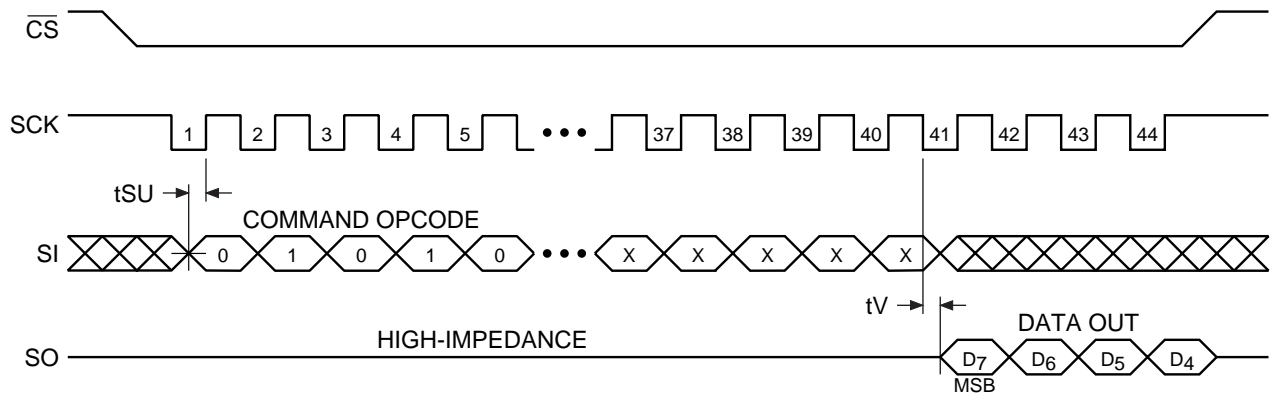 CS
SCK 1 2 3 4 5 ••• 37 38 39 40 41 42 43 44
tSU
COMMAND OPCODE
SI 0 1 0 1 0 ••• X X X X X
tV
HIGH-IMPEDANCE DATA OUT
SO D7 D6 D5 D4
MSB